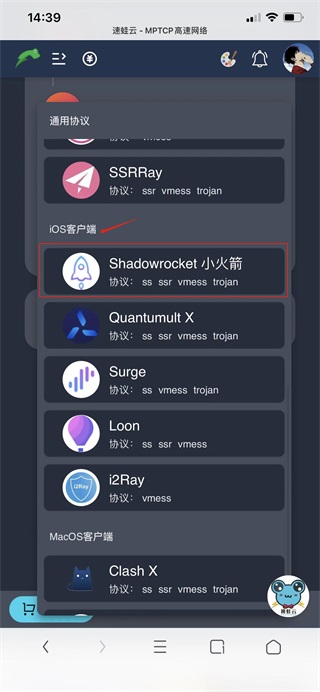 14:39
速蛙云 - MPTCP高速网络
通用协议
协议： ss vmess
SSRRay
协议： ssr vmess trojan
iOS客户端
Shadowrocket 小火箭
协议： ss ssr vmess trojan
Quantumult X
协议： ss ssr vmess trojan
Surge
协议： ss vmess trojan
Loon
协议： ss ssr vmess
i2Ray
i2Ray
协议： vmess
MacOS客户端
Clash X
协议： ss ssr vmess trojan
速蛙云